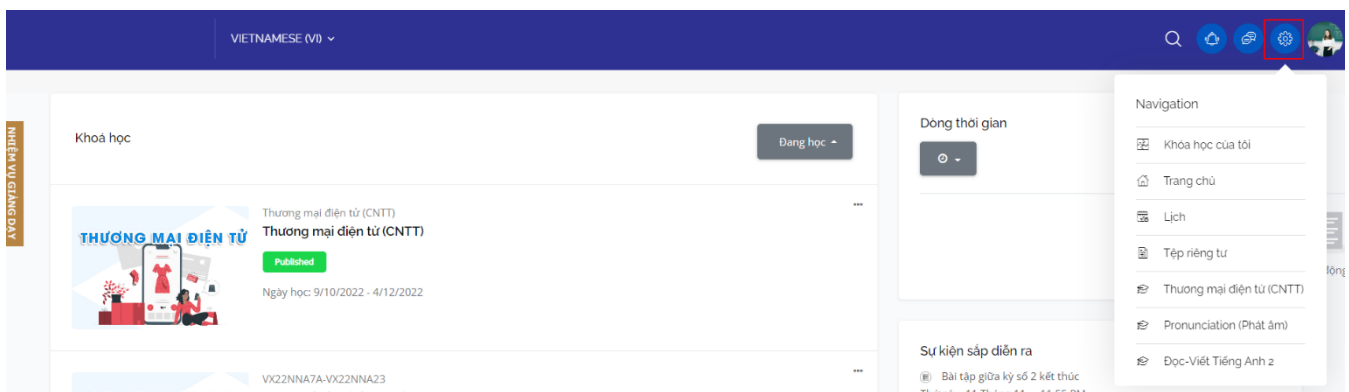 VIETNAMESE (VI)
NHIỆM VỤ GIẢNG DẠY
Khoá học
Đang học
THƯƠNG MẠI ĐIỆN TỬ
Thương mại điện tử (CNTT)
Thương mại điện tử (CNTT)
Published
Ngày học: 9/10/2022 - 4/12/2022
VX22NNA7A-VX22NNA23
Dòng thời gian
Sự kiện sắp diễn ra
Bài tập giữa kỳ số 2 kết thúc
Navigation
Khóa học của tôi
Trang chủ
Lịch
Tệp riêng tư
Thương mại điện tử (CNTT)
Pronunciation (Phát âm)
Đọc-Viết Tiếng Anh 2